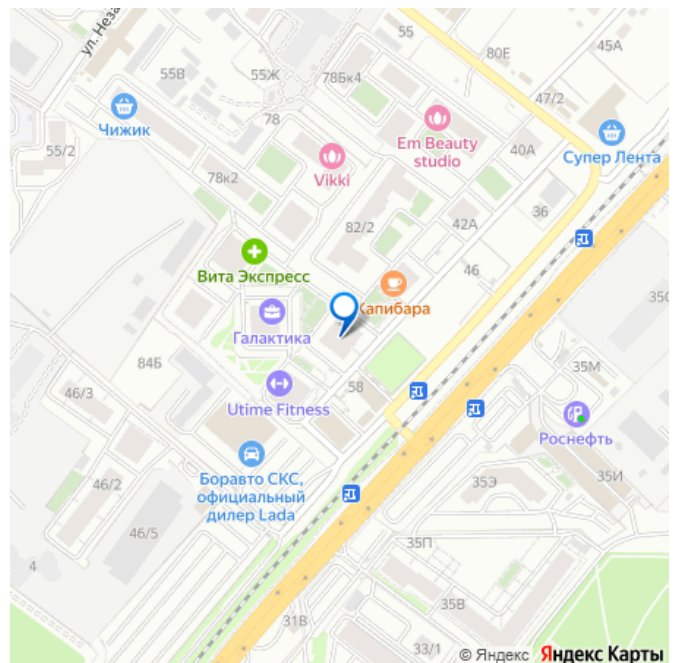 ул. Неза
45А
80Е
55В
55Ж
78Бк4
47/2
Чижик
78
Em Beauty
studio
40А
Супер Лента
55/2
Vikki
78к2
82/2
42А
36
Вита Экспресс
46
Капибара
35С
Галактика
84Б
58
35М
46/3
Utime Fitness
Роснефть
Боравто СКС,
официальный
дилер Lada
46/2
35Э
35И
46/5
35П
4
35В
31В
33/1
© Яндекс Яндекс Карты